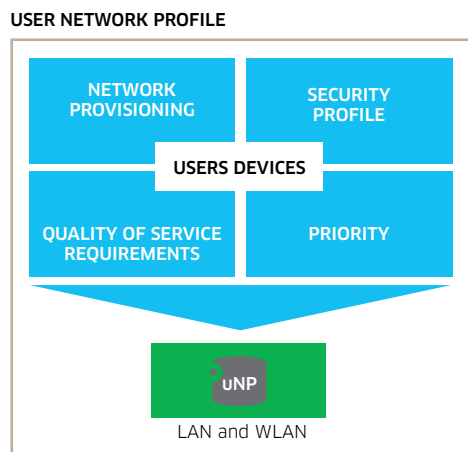 USER NETWORK PROFILE
NETWORK
PROVISIONING
SECURITY
PROFILE
USERS DEVICES
QUALITY OF SERVICE
REQUIREMENTS
PRIORITY
uNP
LAN and WLAN